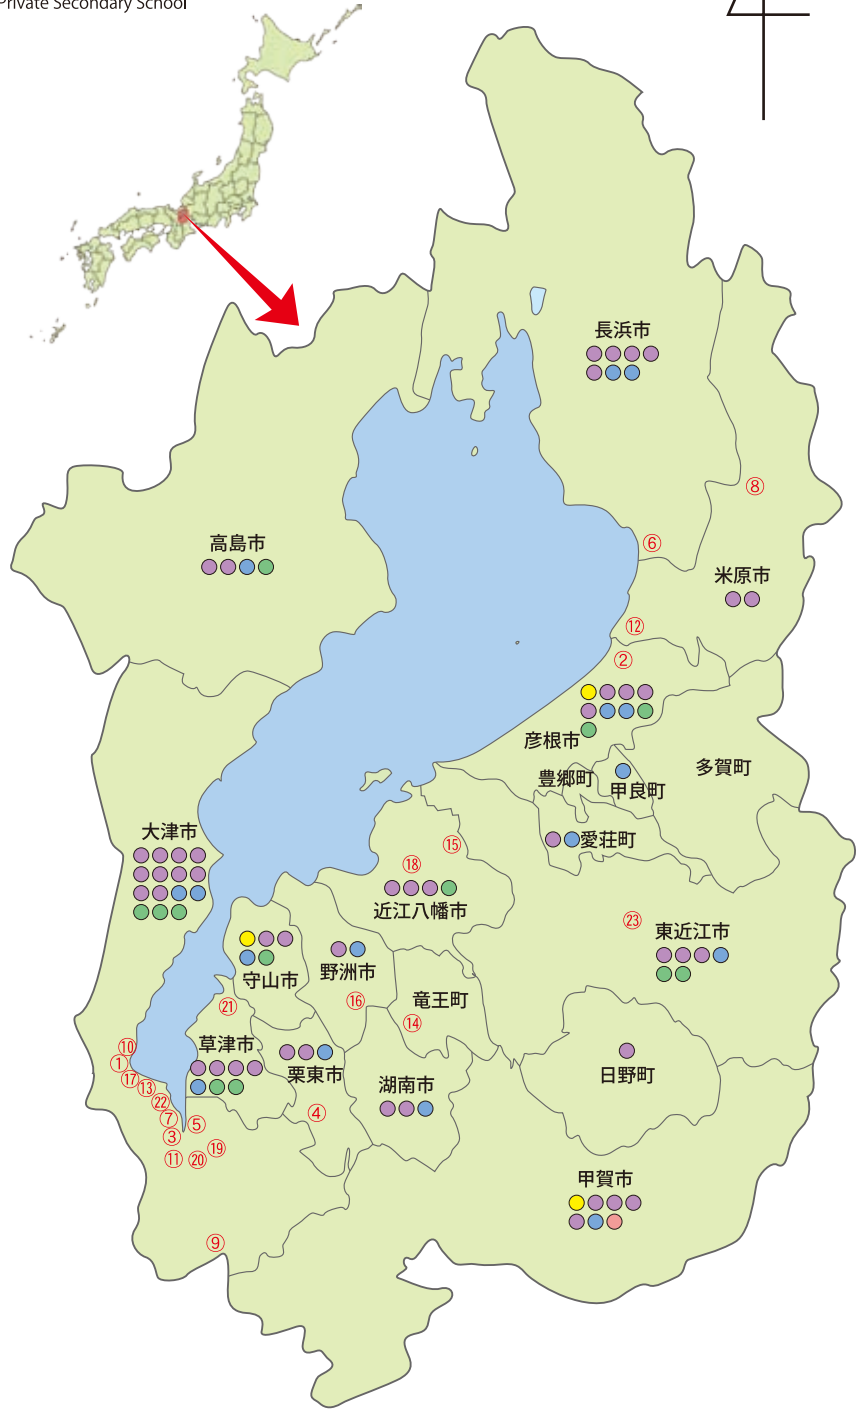 Private Secondary School
長浜市
⑧
⑥
高島市
米原市
⑫
②
彦根市
多賀町
豊郷町
甲良町
大津市
愛荘町
⑮
⑱
近江八幡市
㉓
東近江市
守山市
野洲市
⑯
竜王町
㉑
⑭
草津市
⑩
①
栗東市
日野町
⑰
湖南市
⑬
㉒
④
⑦
⑤
③
⑲
⑪
⑳
甲賀市
⑨